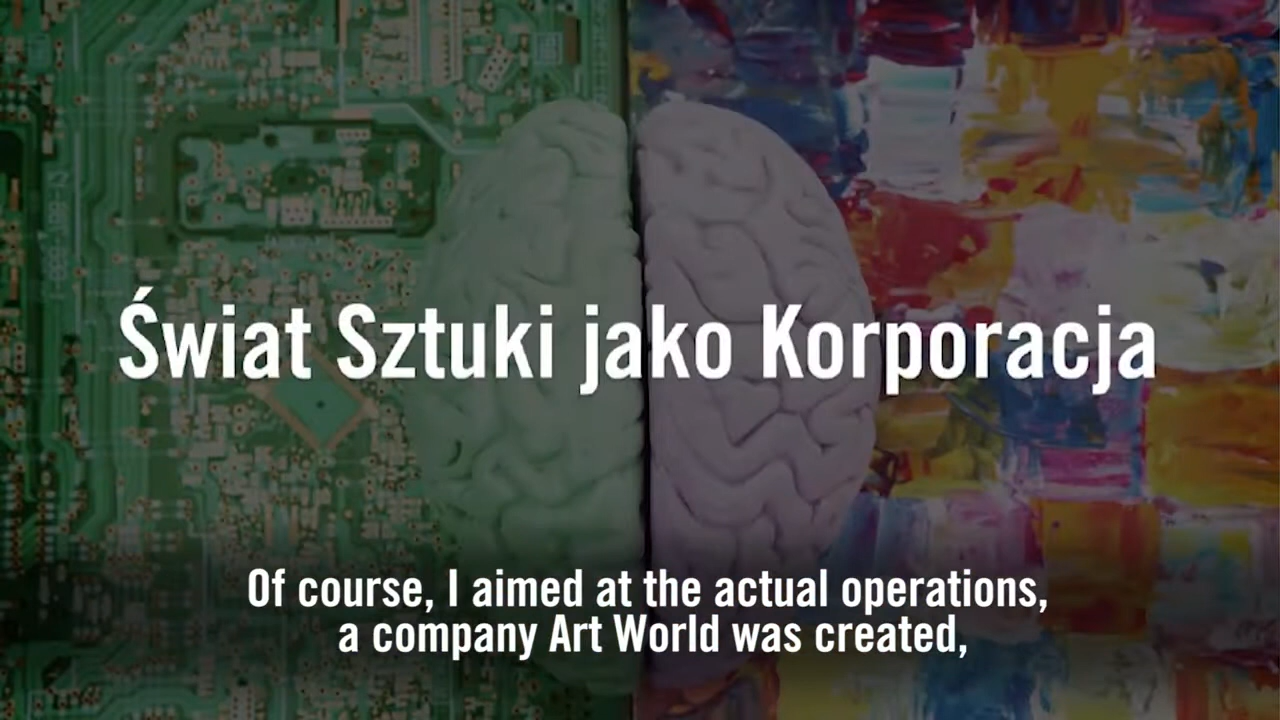 Świat Sztuki jako Korporacja
Of course, I aimed at the actual operations,
a company Art World was created,